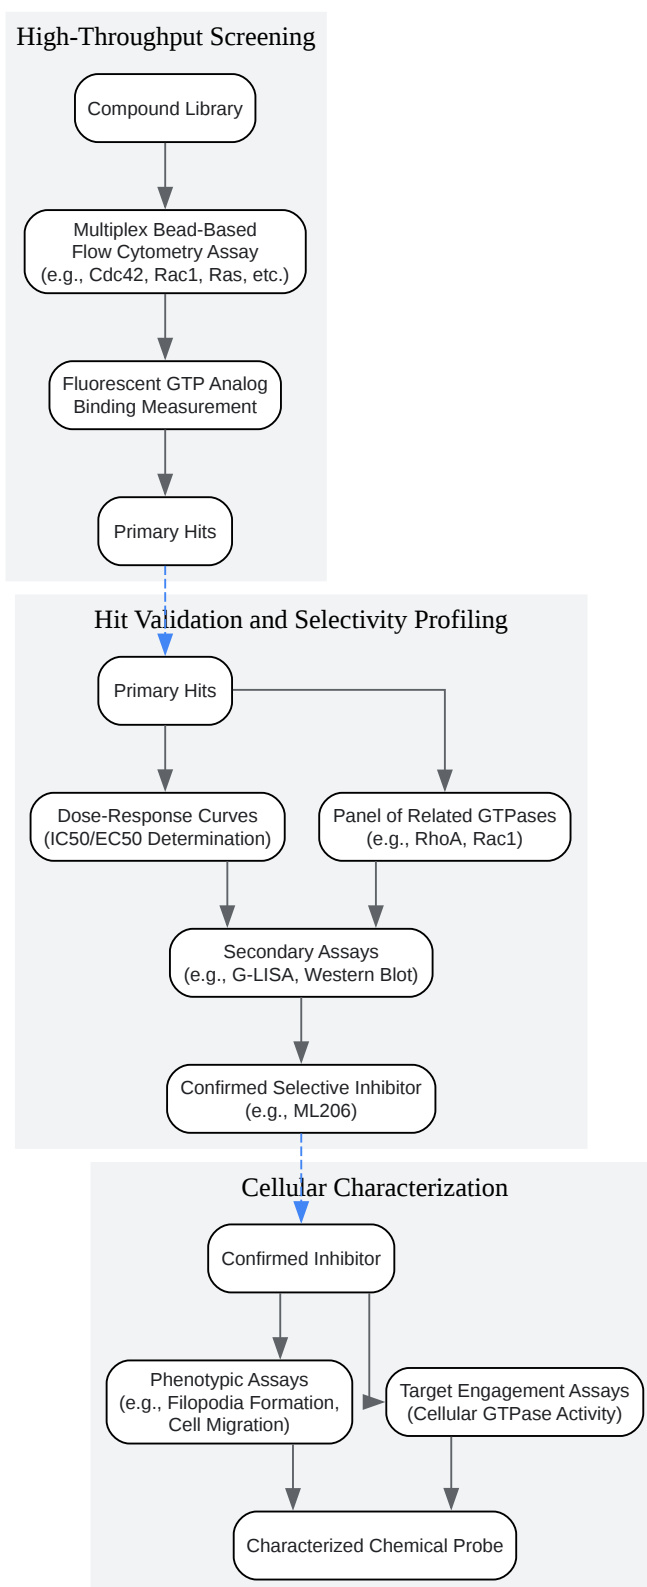 High-Throughput Screening
Compound Library
Multiplex Bead-Based
Flow Cytometry Assay
(e.g., Cdc42, Rac1, Ras, etc.)
Fluorescent GTP Analog
Binding Measurement
Primary Hits
Hit Validation and Selectivity Profiling
Primary Hits
Dose-Response Curves
(IC50/EC50 Determination)
Panel of Related GTPases
(e.g., RhoA, Rac1)
Secondary Assays
(e.g., G-LISA, Western Blot)
Confirmed Selective Inhibitor
(e.g., ML206)
Cellular Characterization
Confirmed Inhibitor
Phenotypic Assays
(e.g., Filopodia Formation,
Cell Migration)
Target Engagement Assays
(Cellular GTPase Activity)
Characterized Chemical Probe